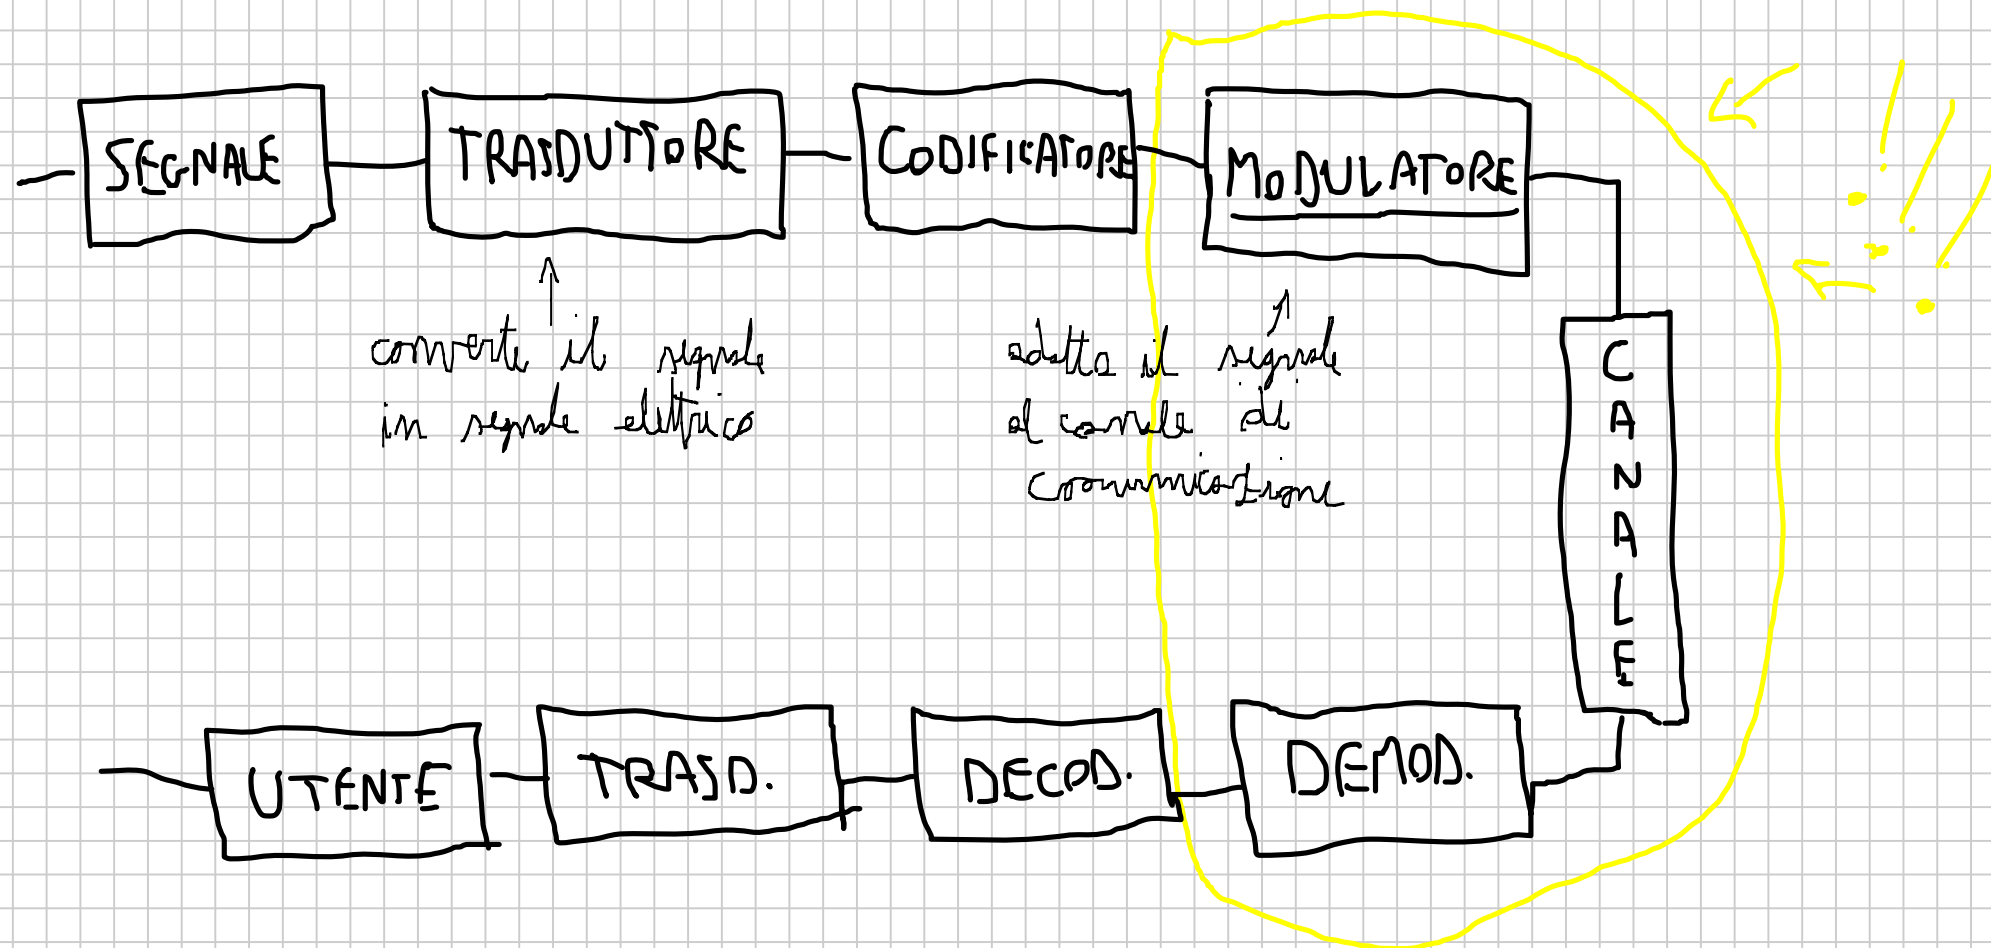 SEGNALE
TRASDUTTORE
CODIFICATORE
MODULATORE
converte il segnale
in segnale elettrico
adatta il segnale
al canale di
comunicazione
CANALE
UTENTE
TRASD.
DECOD.
DEMOD.
!!!